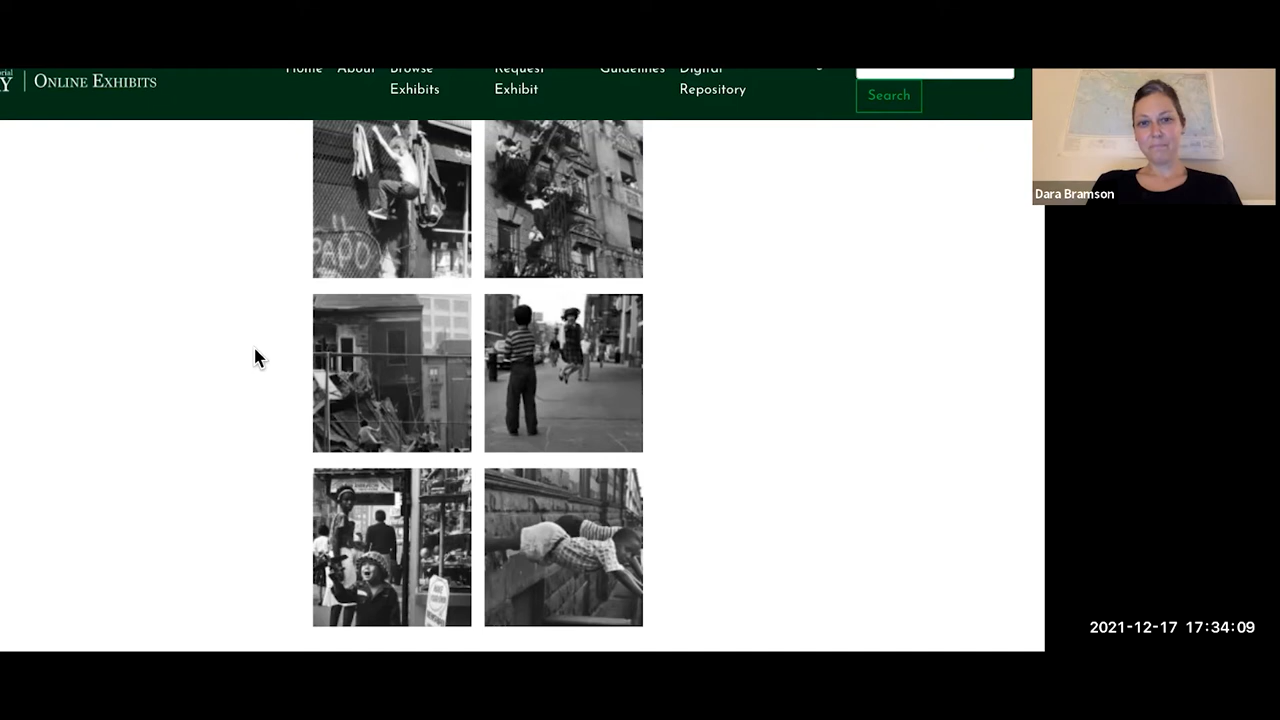 ONLINE EXHIBITS
Home About Browse Exhibits
Request Exhibit
Guidelines
Digital Repository
Search
Dara Bramson
2021-12-17 17:34:09